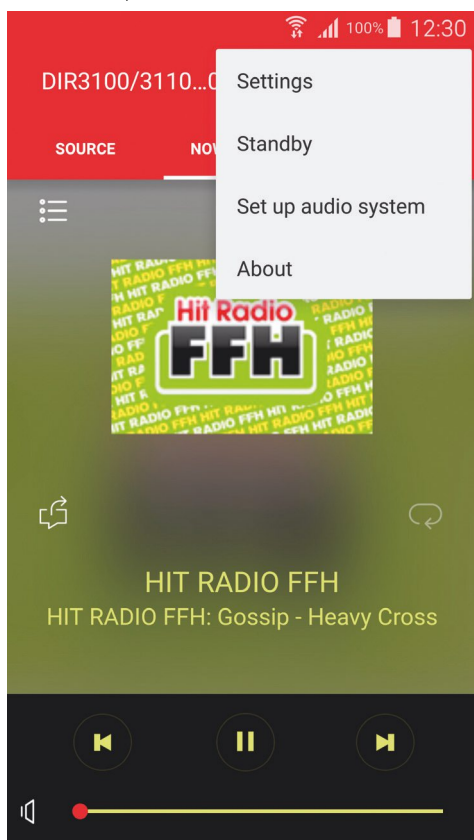 100% 12:30
DIR3100/3110...0
Settings
SOURCE
Standby
Set up audio system
About
Hit Radio
FFH
HIT RADIO FFH
HIT RADIO FFH: Gossip - Heavy Cross